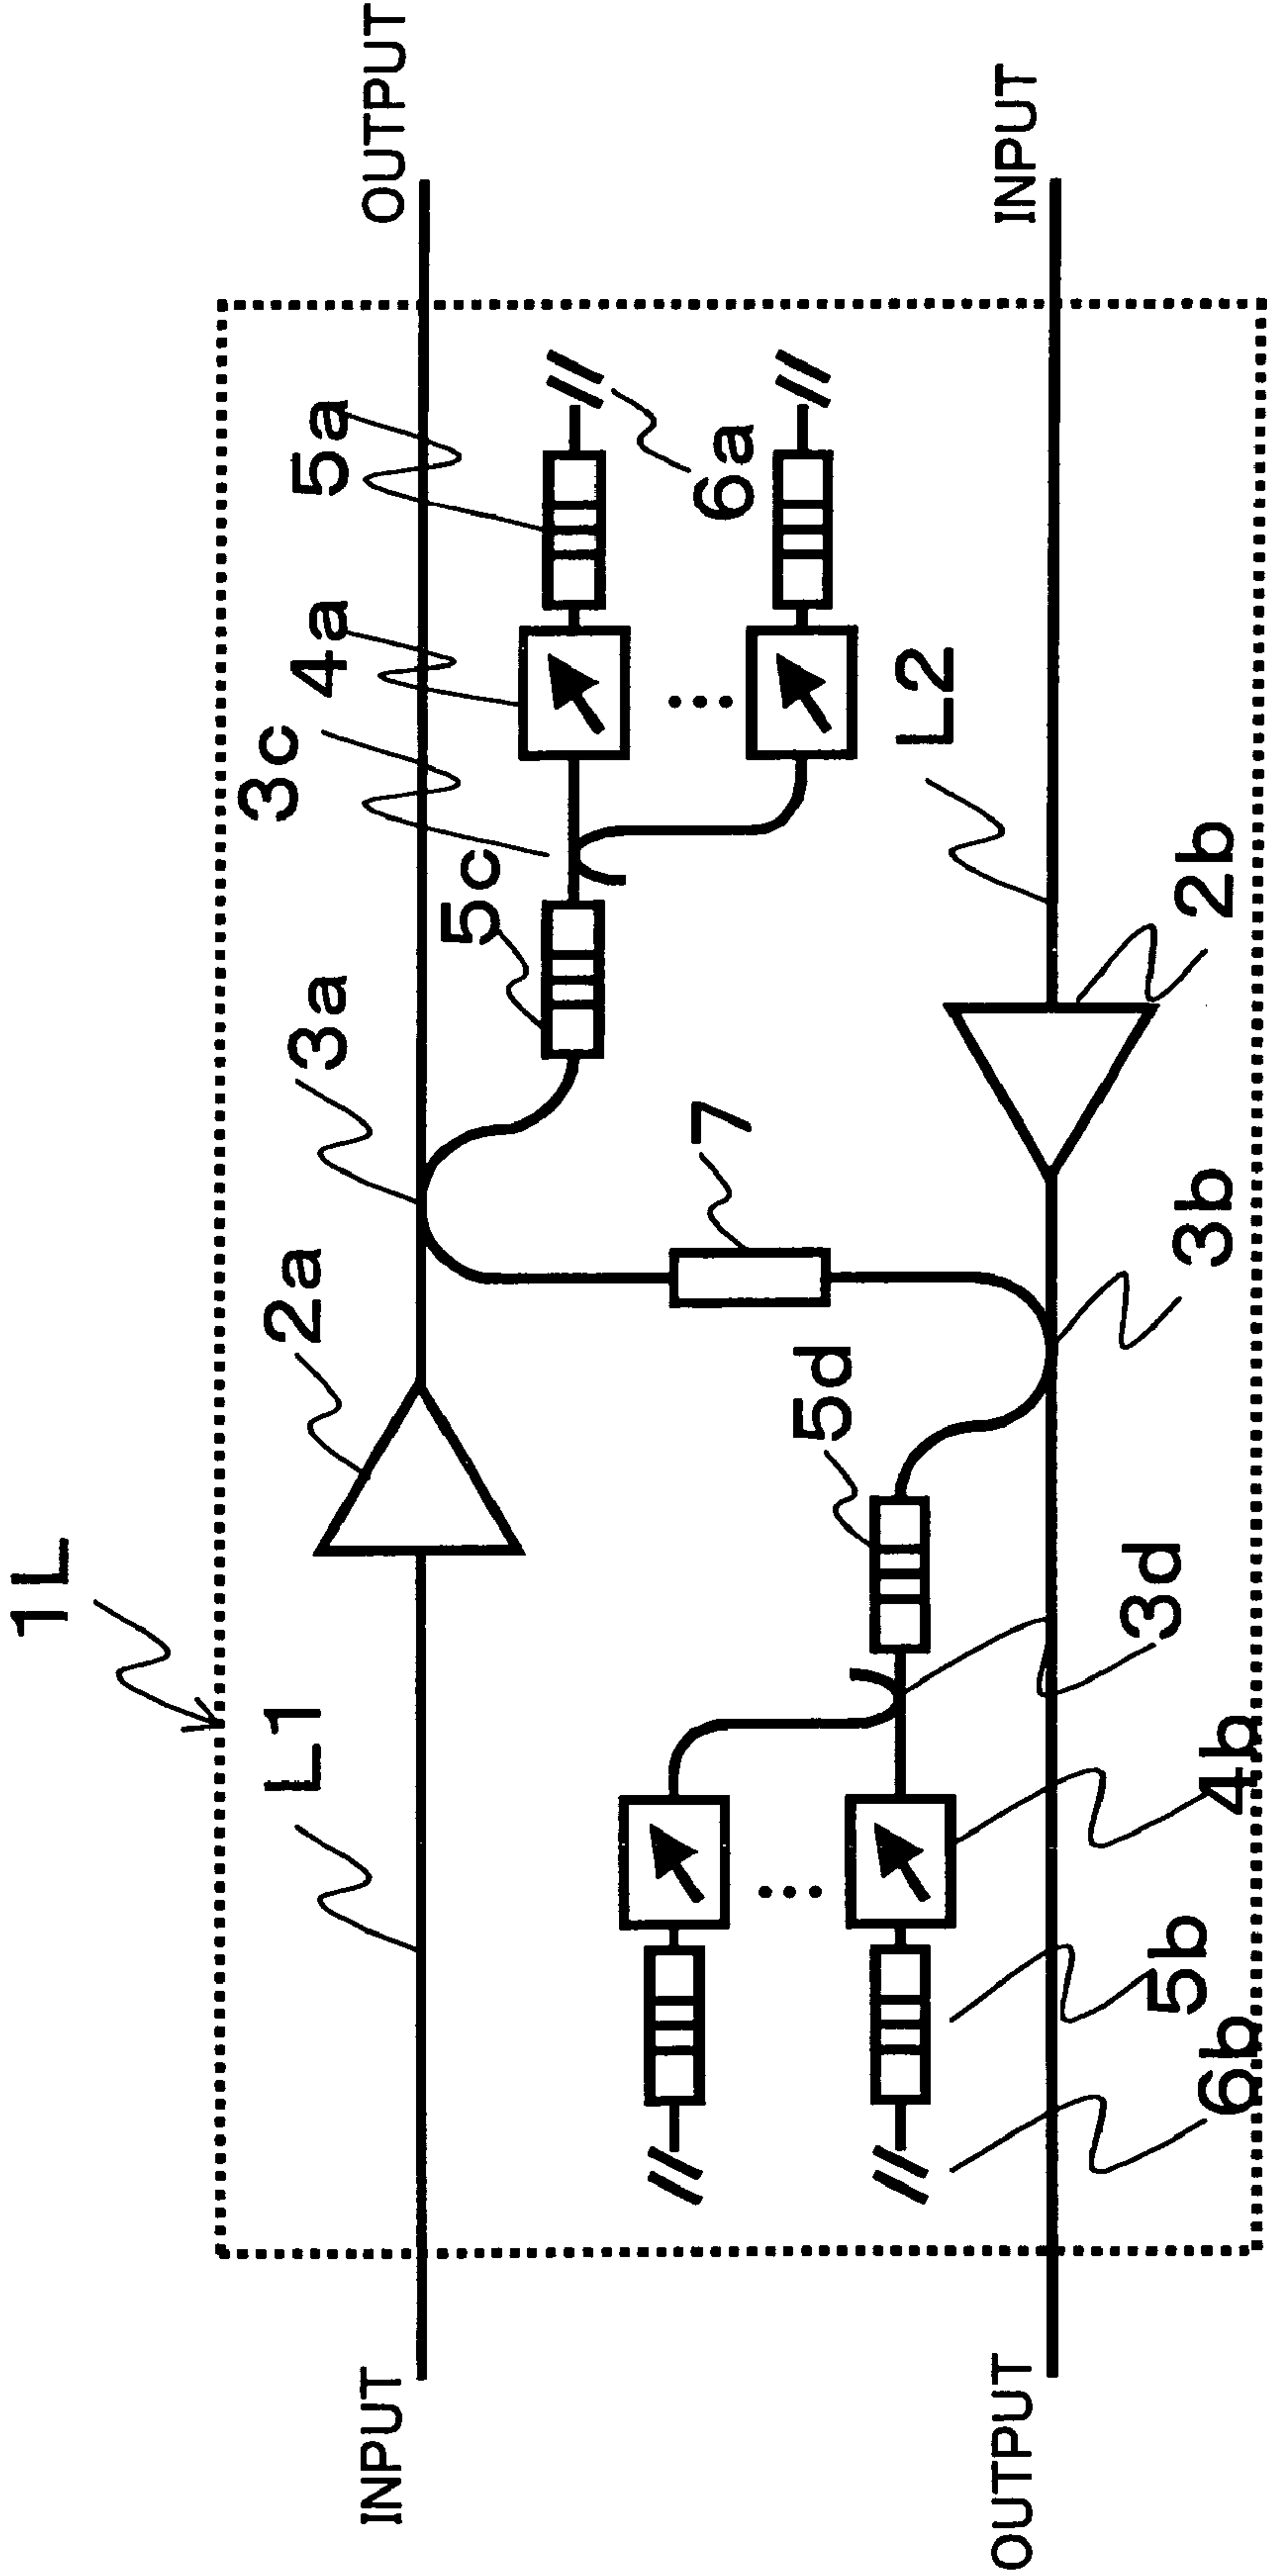 1L
INPUT
L1
2a
3a
5c
3c
4a
5a
OUTPUT
6a
7
5d
L2
OUTPUT
6b
5b
4b
3d
3b
2b
INPUT